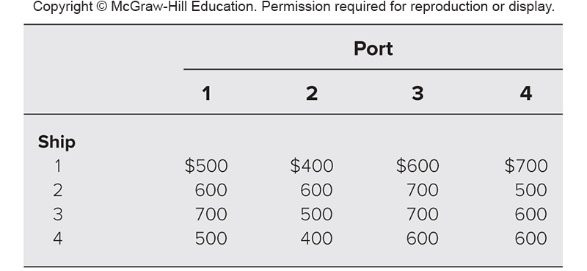 Copyright © McGraw-Hill Education. Permission required for reproduction or display.
Port
1 2 3 4
Ship
1 $500 $400 $600 $700
2 600 600 700 500
3 700 500 700 600
4 500 400 600 600